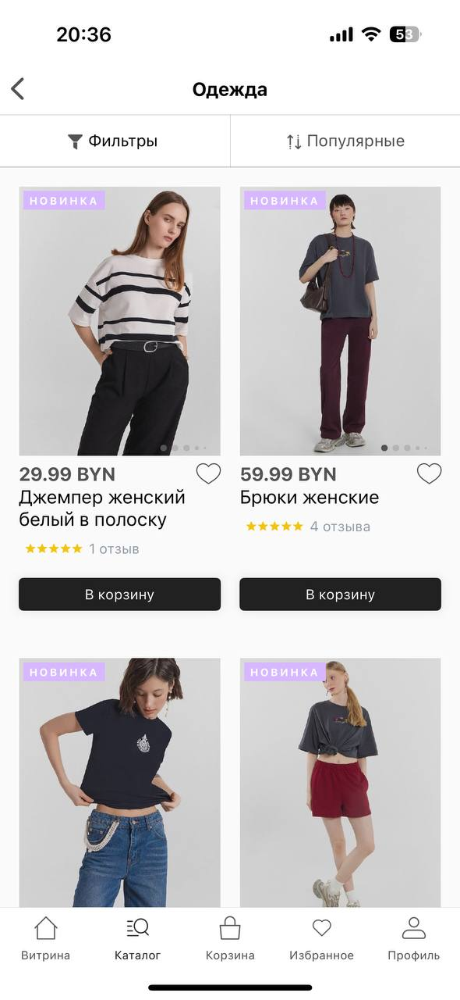 20:36
53
Одежда
Фильтры
Популярные
НОВИНКА
НОВИНКА
29.99 BYN
Джемпер женский
белый в полоску
1 отзыв
В корзину
59.99 BYN
Брюки женские
4 отзыва
В корзину
НОВИНКА
НОВИНКА
Витрина
Каталог
Корзина
Избранное
Профиль